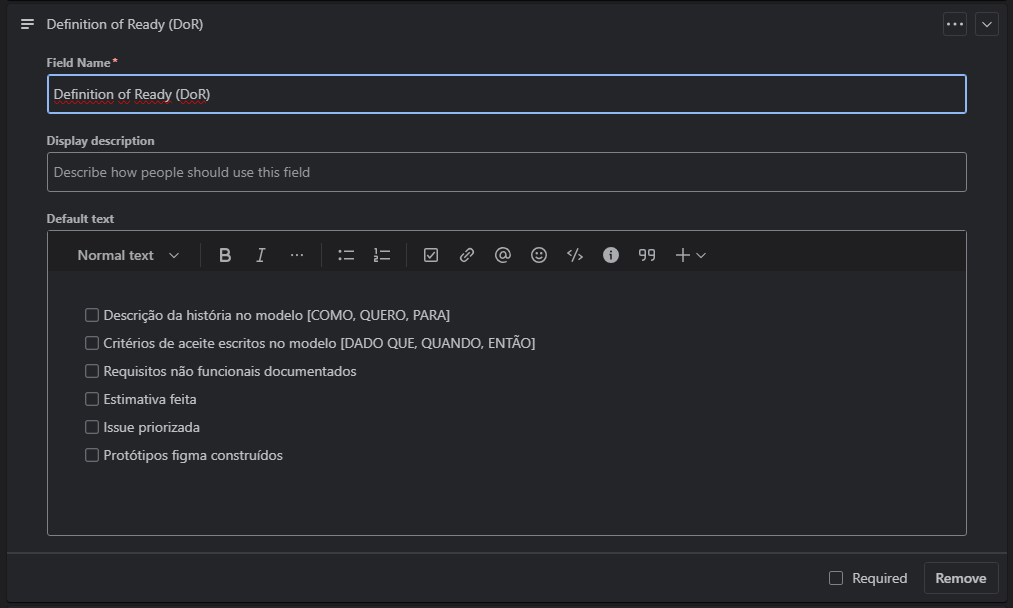 Definition of Ready (DoR)
Field Name*
Definition of Ready (DoR)
Display description
Describe how people should use this field
Default text
Normal text B I ... @ </> i 99 +
Descrição da história no modelo [COMO, QUERO, PARA]
Critérios de aceite escritos no modelo [DADO QUE, QUANDO, ENTÃO]
Requisitos não funcionais documentados
Estimativa feita
Issue priorizada
Protótipos figma construídos
Required Remove